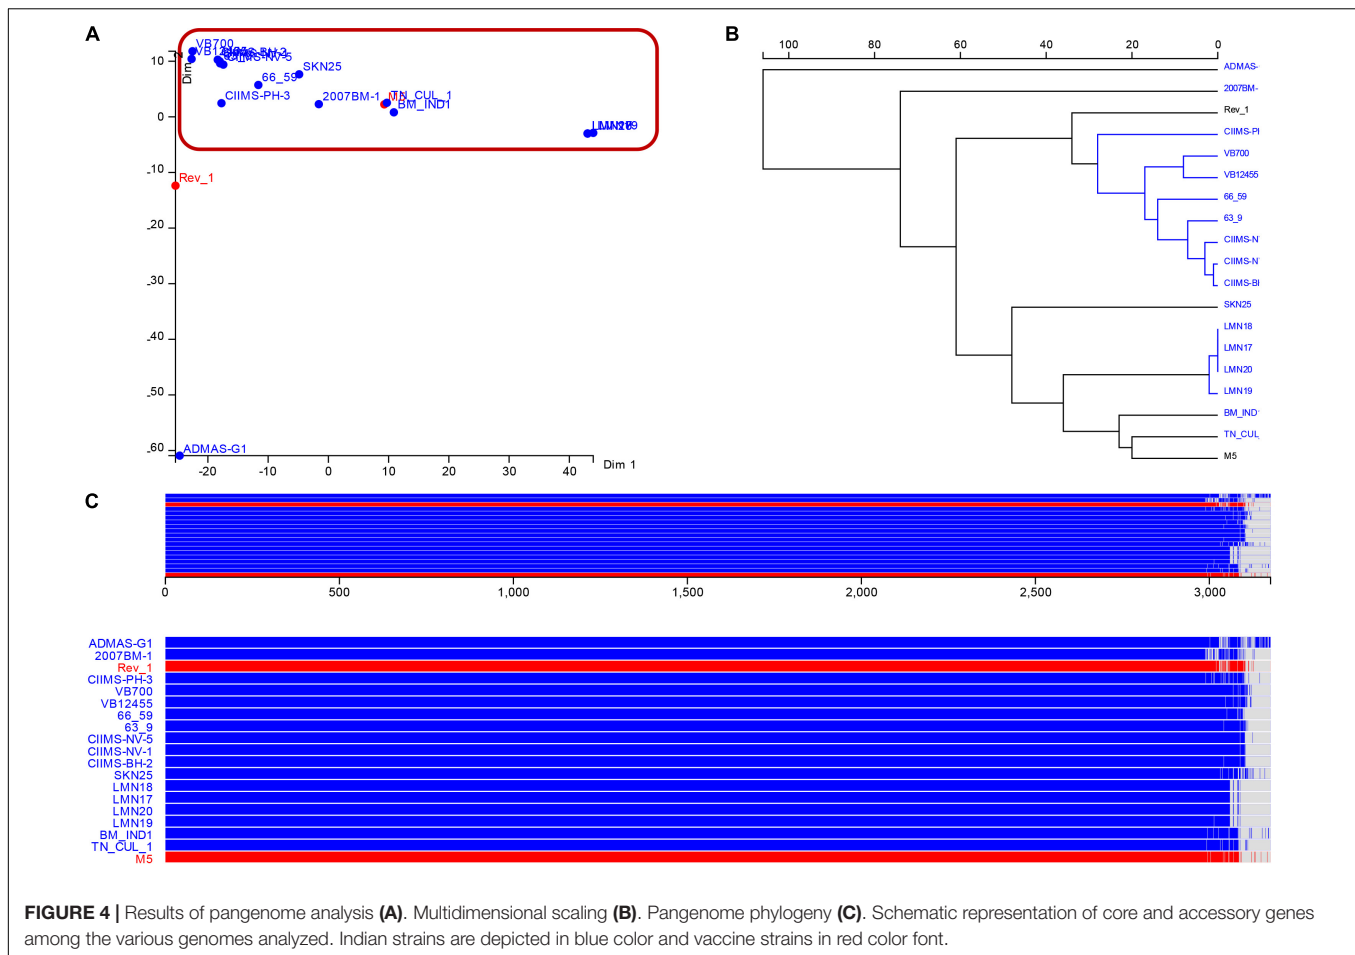 A
VB700
VB12455
CIIMS-NV-5
SKN25
66_59
CIIMS-PH-3
2007BM-1
TN_CUL_1
BM_IND1
Rev_1
ADMAS-G1
Dim 2
10
0
-10
-20
-30
-40
-50
-60
-20 -10 0 10 20 30 40
Dim 1
B
100 80 60 40 20 0
ADMAS-
2007BM-
Rev_1
CIIMS-PI
VB700
VB12455
66_59
63_9
CIIMS-N
CIIMS-N
CIIMS-BI
SKN25
LMN18
LMN17
LMN20
LMN19
BM_IND
TN_CUL
M5
C
0 500 1,000 1,500 2,000 2,500 3,000
ADMAS-G1
2007BM-1
Rev_1
CIIMS-PH-3
VB700
VB12455
66_59
63_9
CIIMS-NV-5
CIIMS-NV-1
CIIMS-BH-2
SKN25
LMN18
LMN17
LMN20
LMN19
BM_IND1
TN_CUL_1
M5
FIGURE 4 | Results of pangenome analysis (A). Multidimensional scaling (B). Pangenome phylogeny (C). Schematic representation of core and accessory genes
among the various genomes analyzed. Indian strains are depicted in blue color and vaccine strains in red color font.